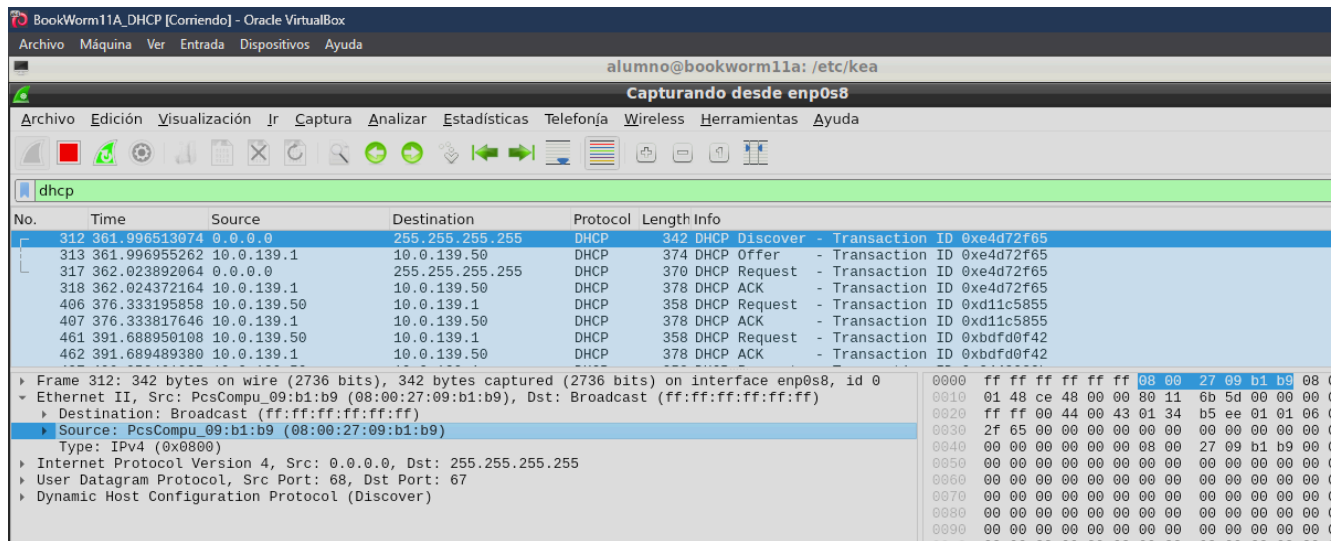 BookWorm11A_DHCP [Corriendo] - Oracle VirtualBox
Archivo Máquina Ver Entrada Dispositivos Ayuda
alumno@bookworm11a: /etc/kea
Capturando desde enp0s8
Archivo Edición Visualización Ir Captura Analizar Estadísticas Telefonía Wireless Herramientas Ayuda
dhcp
No. Time Source Destination Protocol Length Info
312 361.996513074 0.0.0.0 255.255.255.255 DHCP 342 DHCP Discover - Transaction ID 0xe4d72f65
313 361.996955262 10.0.139.1 10.0.139.50 DHCP 374 DHCP Offer - Transaction ID 0xe4d72f65
317 362.023892064 0.0.0.0 255.255.255.255 DHCP 370 DHCP Request - Transaction ID 0xe4d72f65
318 362.024372164 10.0.139.1 10.0.139.50 DHCP 378 DHCP ACK - Transaction ID 0xe4d72f65
406 376.333195858 10.0.139.50 10.0.139.1 DHCP 358 DHCP Request - Transaction ID 0xd11c5855
407 376.333817646 10.0.139.1 10.0.139.50 DHCP 378 DHCP ACK - Transaction ID 0xd11c5855
461 391.688950108 10.0.139.50 10.0.139.1 DHCP 358 DHCP Request - Transaction ID 0xbdfd0f42
462 391.689489380 10.0.139.1 10.0.139.50 DHCP 378 DHCP ACK - Transaction ID 0xbdfd0f42
Frame 312: 342 bytes on wire (2736 bits), 342 bytes captured (2736 bits) on interface enp0s8, id 0
Ethernet II, Src: PcsCompu_09:b1:b9 (08:00:27:09:b1:b9), Dst: Broadcast (ff:ff:ff:ff:ff:ff)
Destination: Broadcast (ff:ff:ff:ff:ff:ff)
Source: PcsCompu_09:b1:b9 (08:00:27:09:b1:b9)
Type: IPv4 (0x0800)
Internet Protocol Version 4, Src: 0.0.0.0, Dst: 255.255.255.255
User Datagram Protocol, Src Port: 68, Dst Port: 67
Dynamic Host Configuration Protocol (Discover)
0000 ff ff ff ff ff ff 08 00 27 09 b1 b9 08
0010 01 48 ce 48 00 00 80 11 6b 5d 00 00 00
0020 ff ff 00 44 00 43 01 34 b5 ee 01 01 06
0030 2f 65 00 00 00 00 00 00 00 00 00 00 00
0040 00 00 00 00 00 00 08 00 27 09 b1 b9 00
0050 00 00 00 00 00 00 00 00 00 00 00 00 00
0060 00 00 00 00 00 00 00 00 00 00 00 00 00
0070 00 00 00 00 00 00 00 00 00 00 00 00 00
0080 00 00 00 00 00 00 00 00 00 00 00 00 00
0090 00 00 00 00 00 00 00 00 00 00 00 00 00